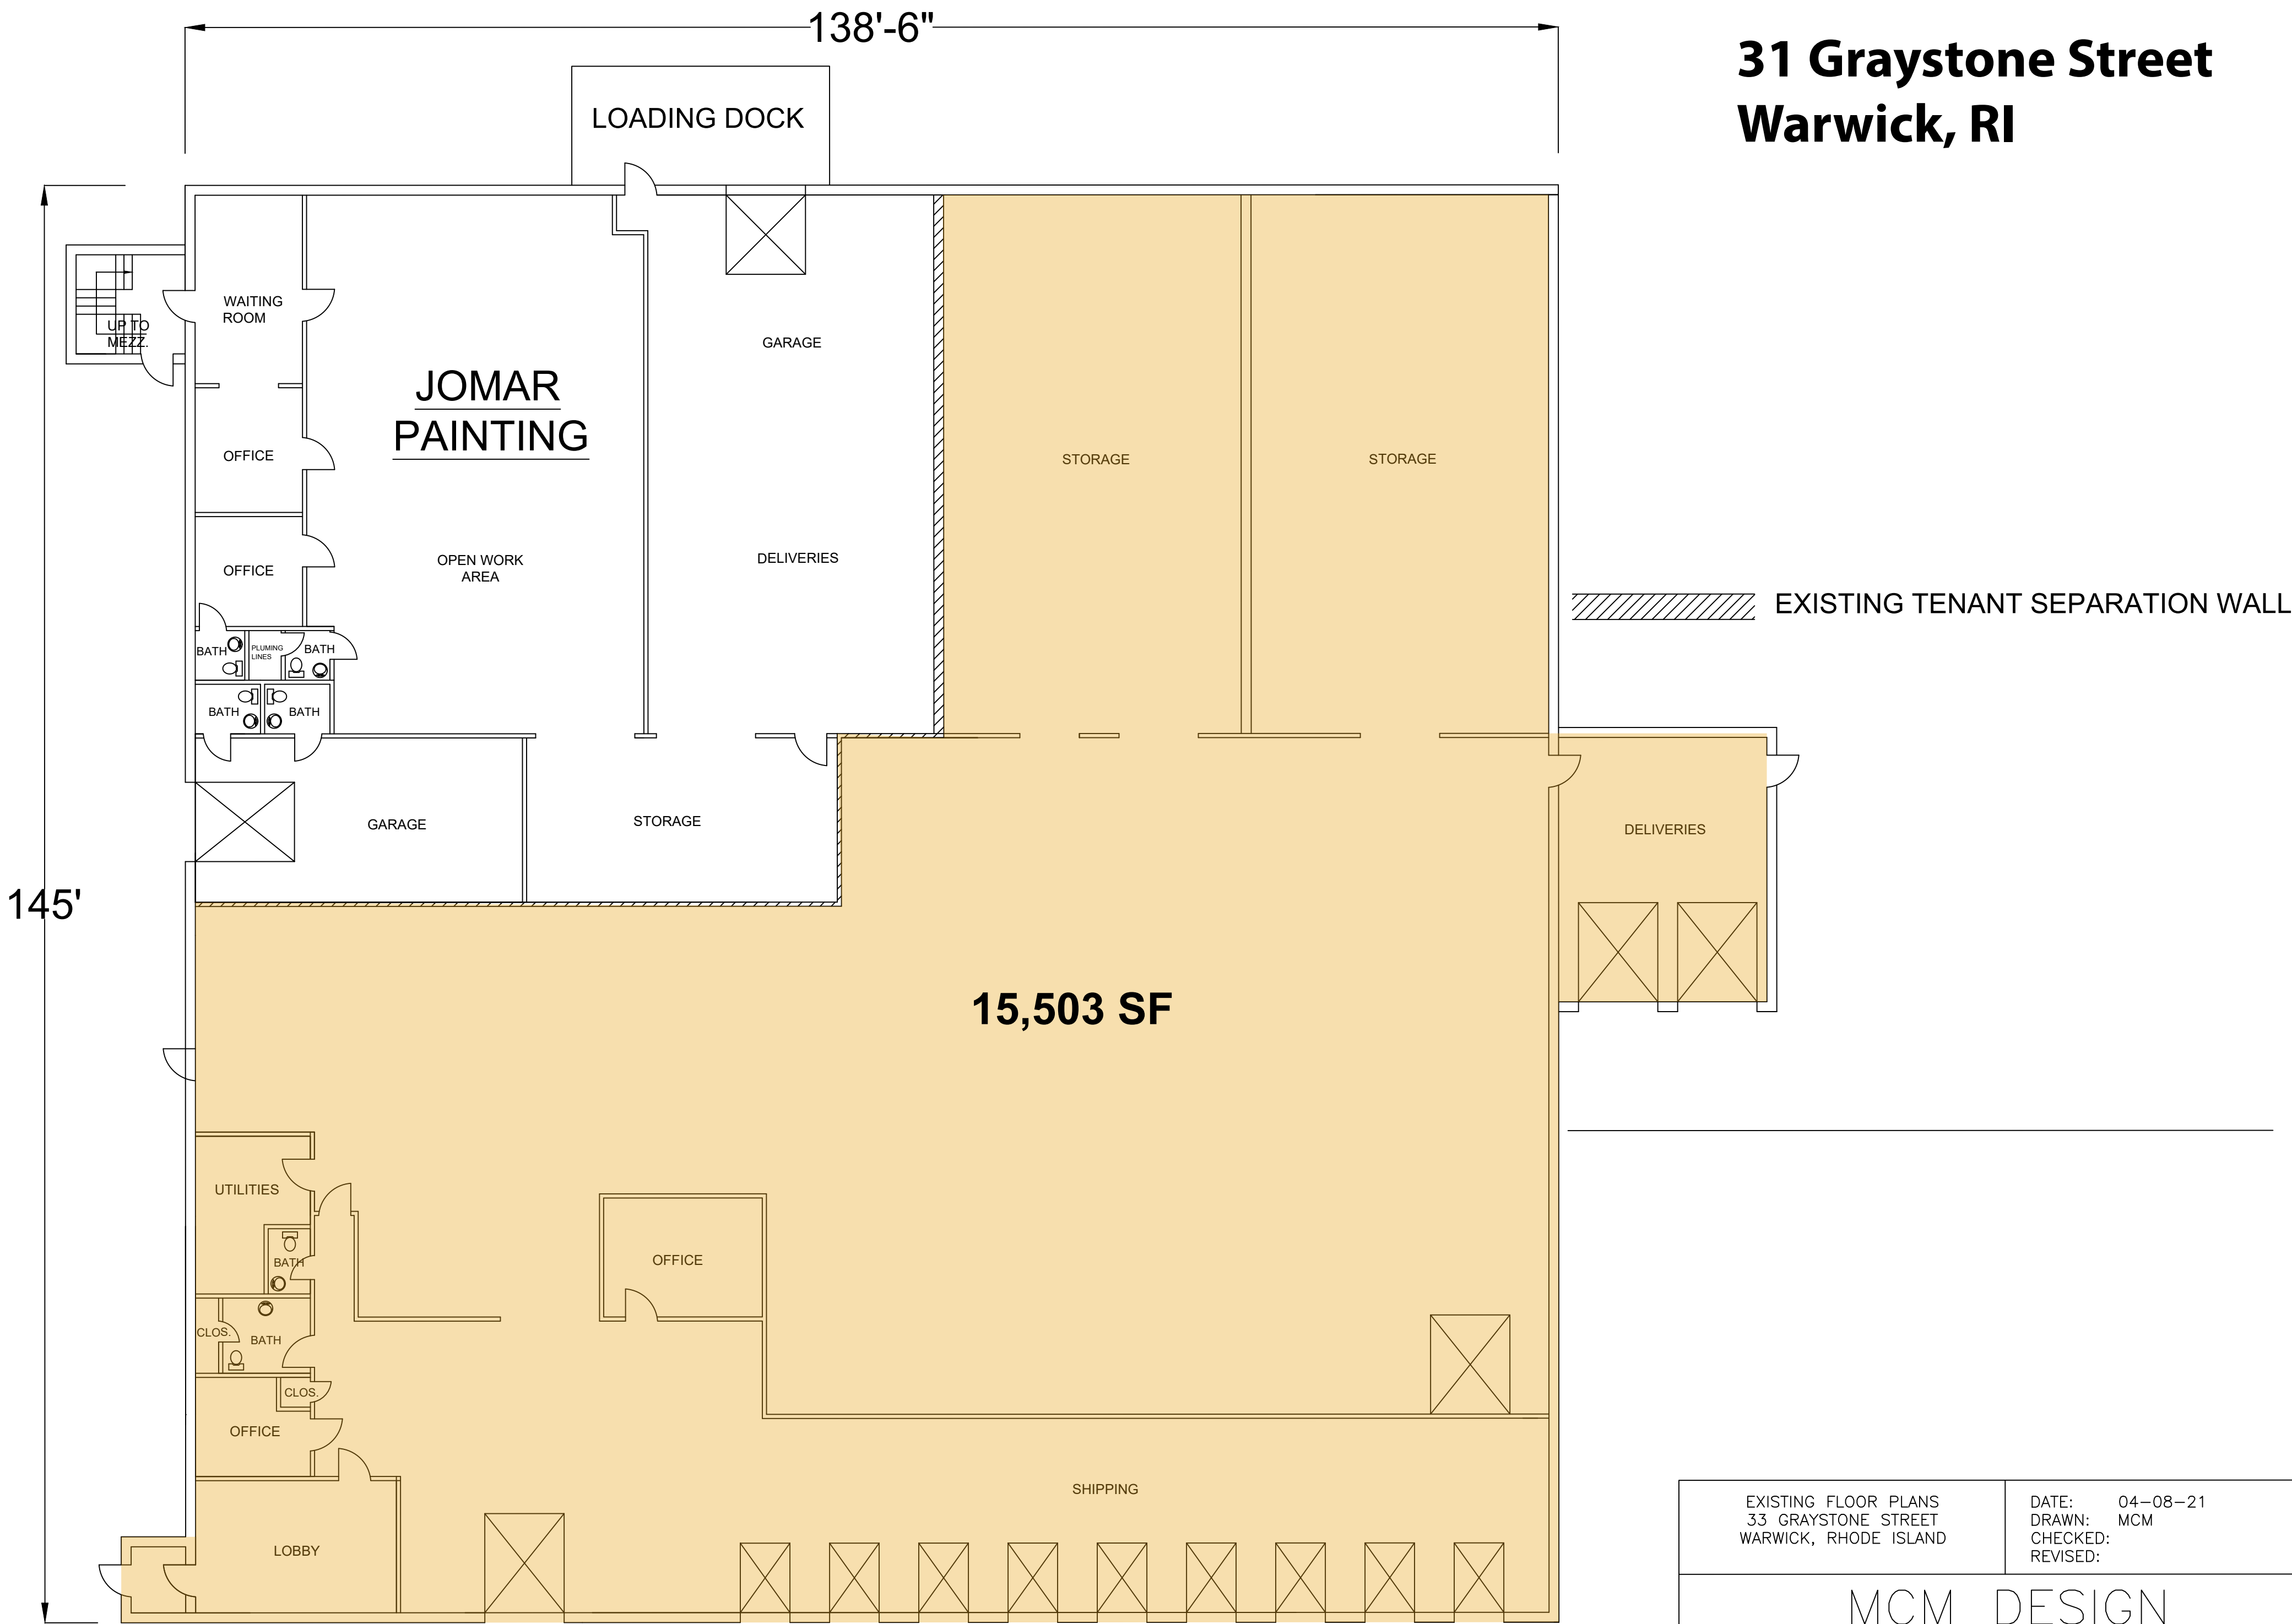 138'-6"
31 Graystone Street
Warwick, RI
LOADING DOCK
WAITING
ROOM
UP TO
MEZZ.
GARAGE
JOMAR
PAINTING
OFFICE
STORAGE
STORAGE
OPEN WORK
AREA
DELIVERIES
OFFICE
EXISTING TENANT SEPARATION WALL
BATH
PLUMING
LINES
BATH
BATH
BATH
GARAGE
STORAGE
DELIVERIES
145'
15,503 SF
UTILITIES
BATH
OFFICE
CLOS.
BATH
CLOS.
OFFICE
SHIPPING
LOBBY
EXISTING FLOOR PLANS
33 GRAYSTONE STREET
WARWICK, RHODE ISLAND
DATE: 04-08-21
DRAWN: MCM
CHECKED:
REVISED:
MCM DESIGN